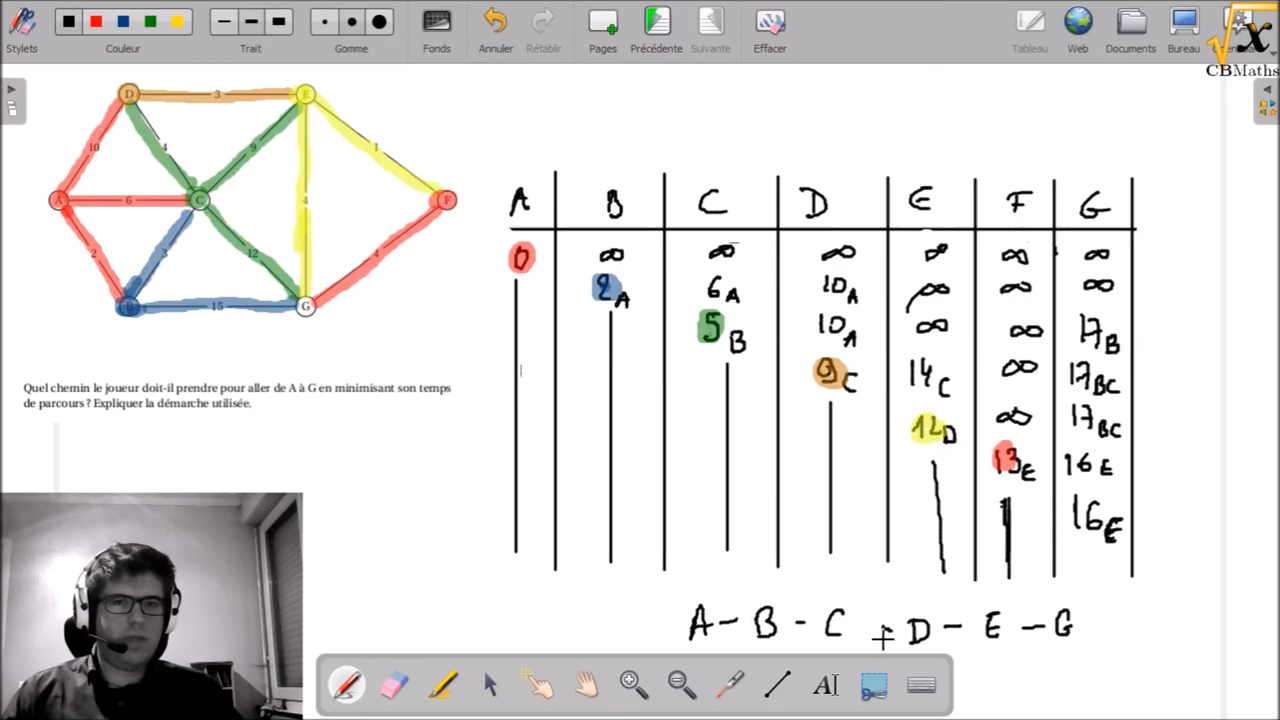 Stylets Couleur Trait Gomme Fonds Annuler Rétablir Pages Précédente Suivante Effacer Tableau Web Documents Bureau
x
CBMaths
D 3 E
10 4 9 1
A 6 C 4 F
2 3 12 4
B 15 G
Quel chemin le joueur doit-il prendre pour aller de A à G en minimisant son temps
de parcours ? Expliquer la démarche utilisée.
A B C D E F G
0 ∞ ∞ ∞ ∞ ∞ ∞
2A 6A 10A ∞ ∞ ∞
5B 10A ∞ ∞ 17B
9C 14C ∞ 17BC
12D ∞ 17BC
13E 16E
16E
A - B - C - D - E - G
AI